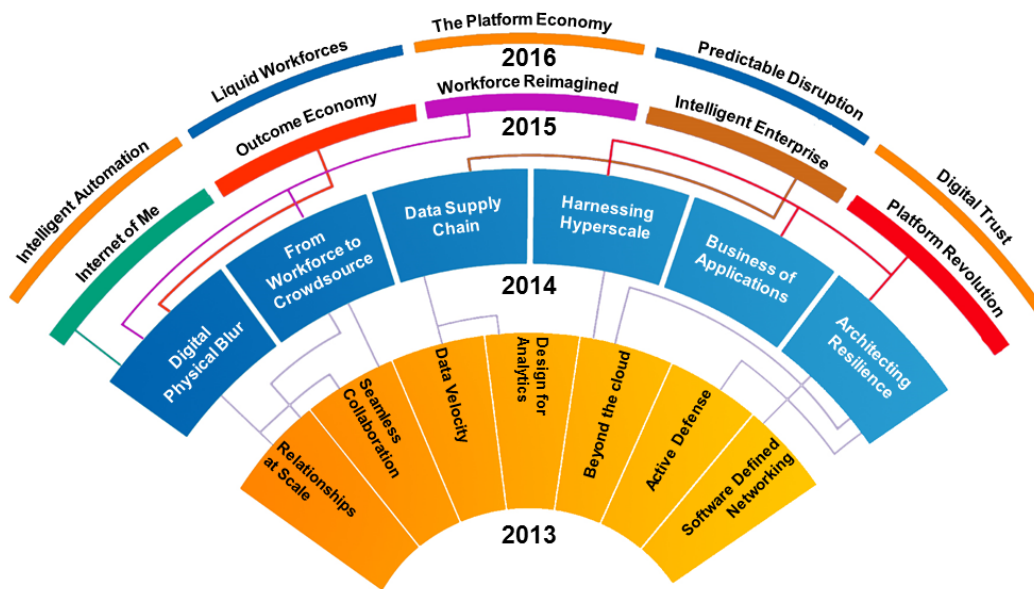 The Platform Economy
2016
Liquid Workforces
Predictable Disruption
Intelligent Automation
Digital Trust
Workforce Reimagined
2015
Outcome Economy
Intelligent Enterprise
Internet of Me
Platform Revolution
Digital
Physical Blur
From
Workforce to
Crowdsource
Data Supply
Chain
Harnessing
Hyperscale
Business of
Applications
Architecting
Resilience
2014
Relationships
at Scale
Seamless
Collaboration
Data Velocity
Design for
Analytics
Beyond the cloud
Active Defense
Software Defined
Networking
2013